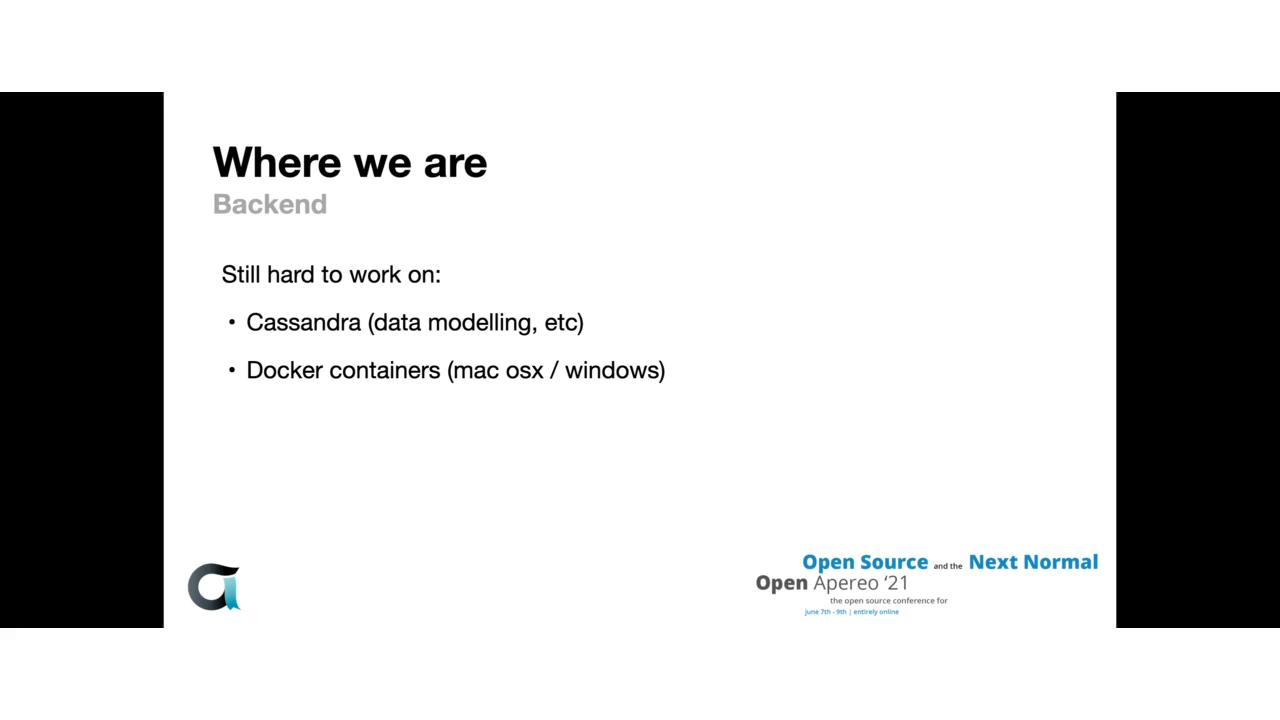 Where we are
Backend
Still hard to work on:
• Cassandra (data modelling, etc)
• Docker containers (mac osx / windows)
Open Source and the Next Normal
Open Apereo ‘21
the open source conference for
june 7th - 9th | entirely online